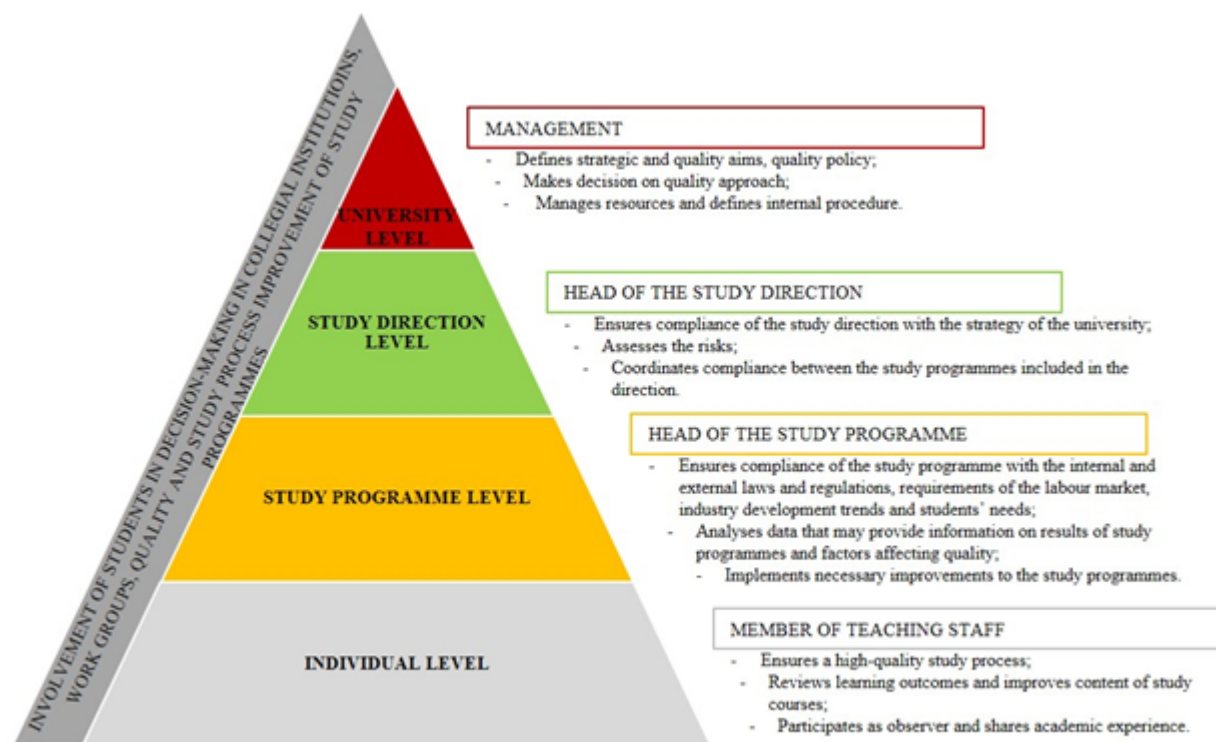 INVOLVEMENT OF STUDENTS IN DECISION-MAKING IN COLLEGIAL INSTITUTIOINS,
WORK GROUPS, QUALITY AND STUDY PROCESS IMPROVEMENT OF STUDY
PROGRAMMES
UNIVERSITY
LEVEL
MANAGEMENT
- Defines strategic and quality aims, quality policy;
- Makes decision on quality approach;
- Manages resources and defines internal procedure.
STUDY DIRECTION
LEVEL
HEAD OF THE STUDY DIRECTION
- Ensures compliance of the study direction with the strategy of the university;
- Assesses the risks;
- Coordinates compliance between the study programmes included in the
direction.
STUDY PROGRAMME LEVEL
HEAD OF THE STUDY PROGRAMME
- Ensures compliance of the study programme with the internal and
external laws and regulations, requirements of the labour market,
industry development trends and students' needs;
- Analyses data that may provide information on results of study
programmes and factors affecting quality;
- Implements necessary improvements to the study programmes.
INDIVIDUAL LEVEL
MEMBER OF TEACHING STAFF
- Ensures a high-quality study process;
- Reviews learning outcomes and improves content of study
courses;
- Participates as observer and shares academic experience.